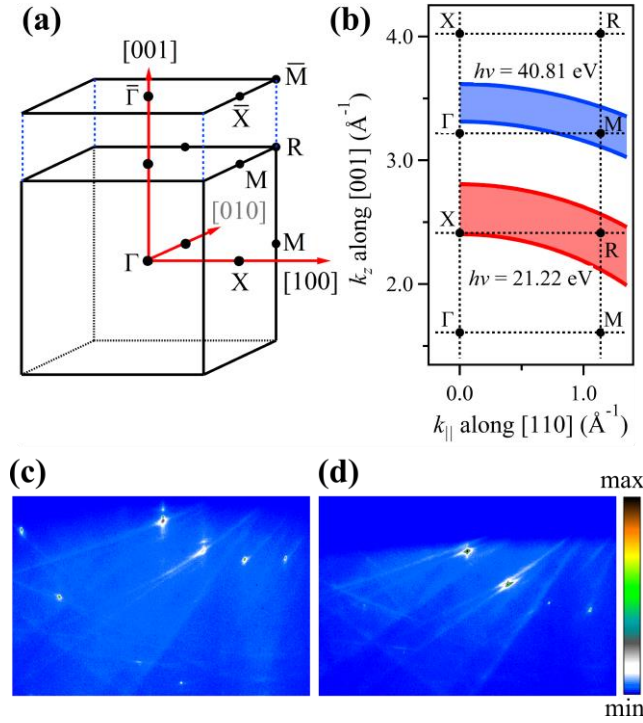 (a)
[001]
M̄
Γ̄
X̄
R
M
[010]
M
Γ
X
[100]
(b)
4.0
X
R
hν = 40.81 eV
Γ
M
3.0
X
R
hν = 21.22 eV
2.0
Γ
M
0.0
1.0
k_z along [001] (Å⁻¹)
k_|| along [110] (Å⁻¹)
(c)
(d)
max
min